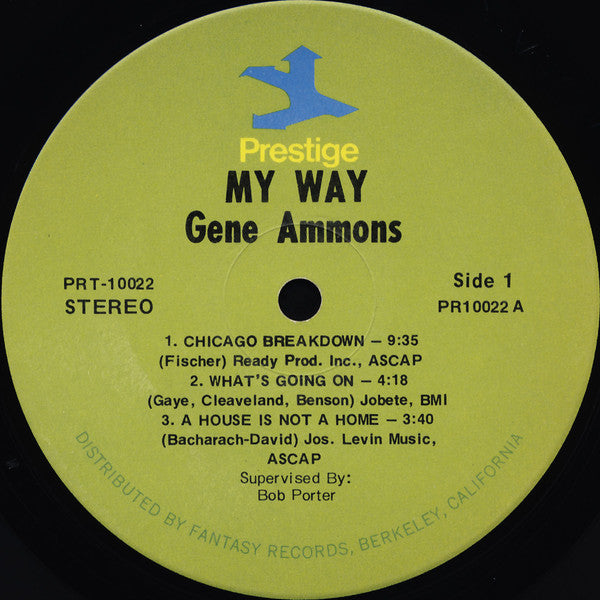 Prestige
MY WAY
Gene Ammons
PRT-10022
STEREO
Side 1
PR10022 A
1. CHICAGO BREAKDOWN – 9:35
(Fischer) Ready Prod. Inc., ASCAP
2. WHAT'S GOING ON – 4:18
(Gaye, Cleaveland, Benson) Jobete, BMI
3. A HOUSE IS NOT A HOME – 3:40
(Bacharach-David) Jos. Levin Music,
ASCAP
Supervised By:
Bob Porter
DISTRIBUTED BY FANTASY RECORDS, BERKELEY, CALIFORNIA